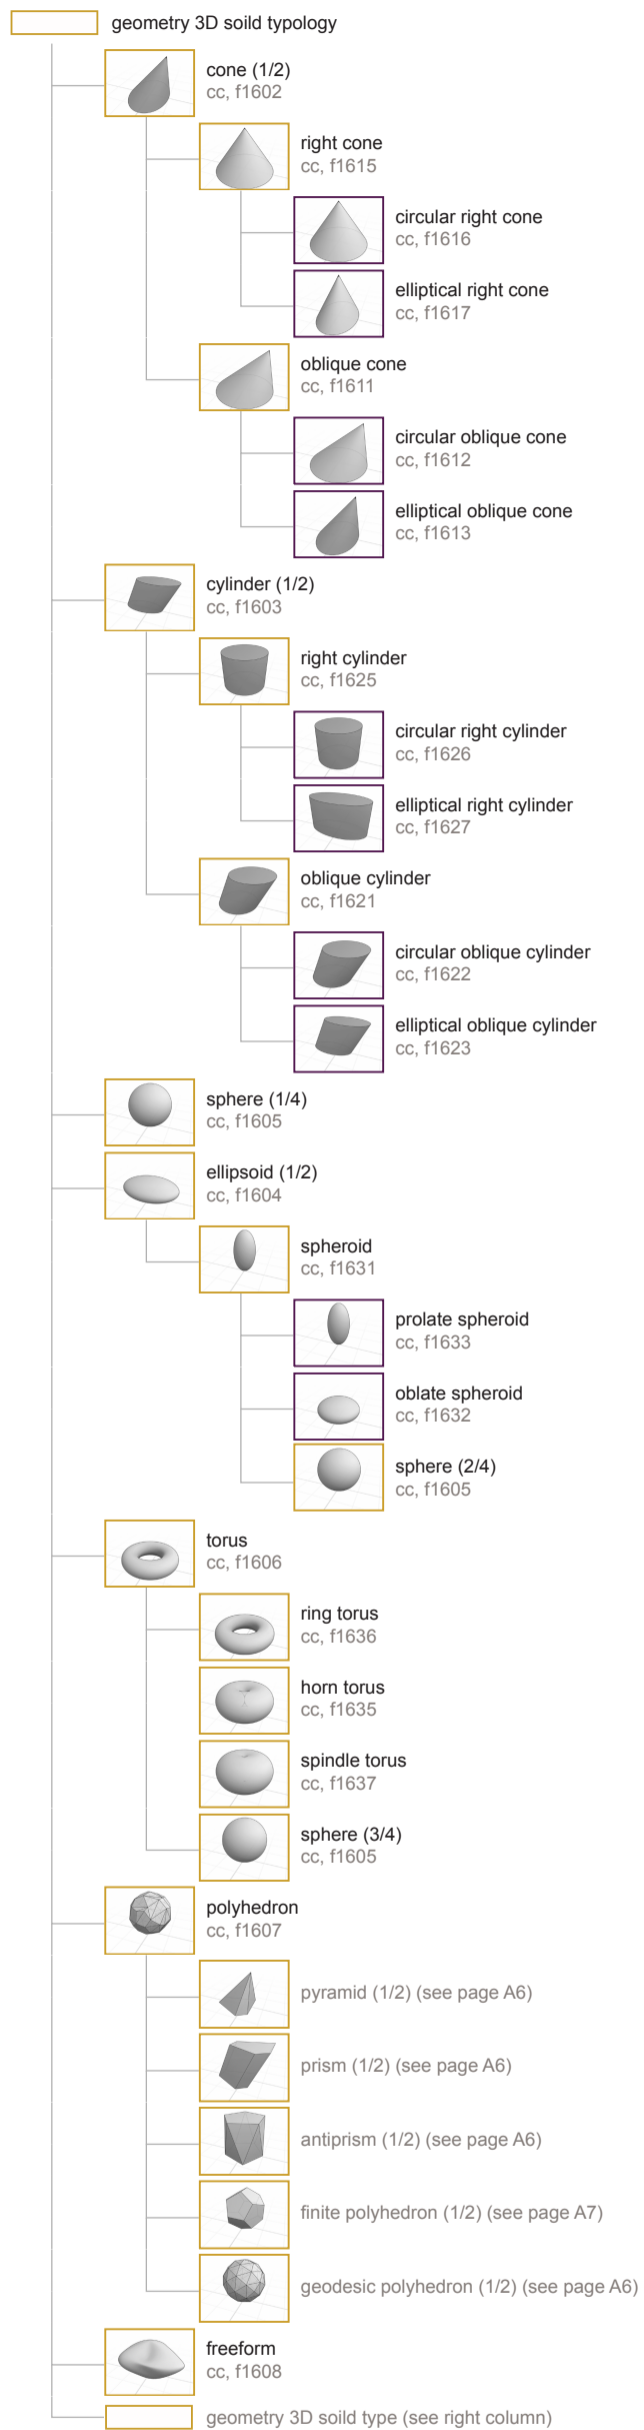 geometry 3D soild typology
cone (1/2)
cc, f1602
right cone
cc, f1615
circular right cone
cc, f1616
elliptical right cone
cc, f1617
oblique cone
cc, f1611
circular oblique cone
cc, f1612
elliptical oblique cone
cc, f1613
cylinder (1/2)
cc, f1603
right cylinder
cc, f1625
circular right cylinder
cc, f1626
elliptical right cylinder
cc, f1627
oblique cylinder
cc, f1621
circular oblique cylinder
cc, f1622
elliptical oblique cylinder
cc, f1623
sphere (1/4)
cc, f1605
ellipsoid (1/2)
cc, f1604
spheroid
cc, f1631
prolate spheroid
cc, f1633
oblate spheroid
cc, f1632
sphere (2/4)
cc, f1605
torus
cc, f1606
ring torus
cc, f1636
horn torus
cc, f1635
spindle torus
cc, f1637
sphere (3/4)
cc, f1605
polyhedron
cc, f1607
pyramid (1/2) (see page A6)
prism (1/2) (see page A6)
antiprism (1/2) (see page A6)
finite polyhedron (1/2) (see page A7)
geodesic polyhedron (1/2) (see page A6)
freeform
cc, f1608
geometry 3D soild type (see right column)